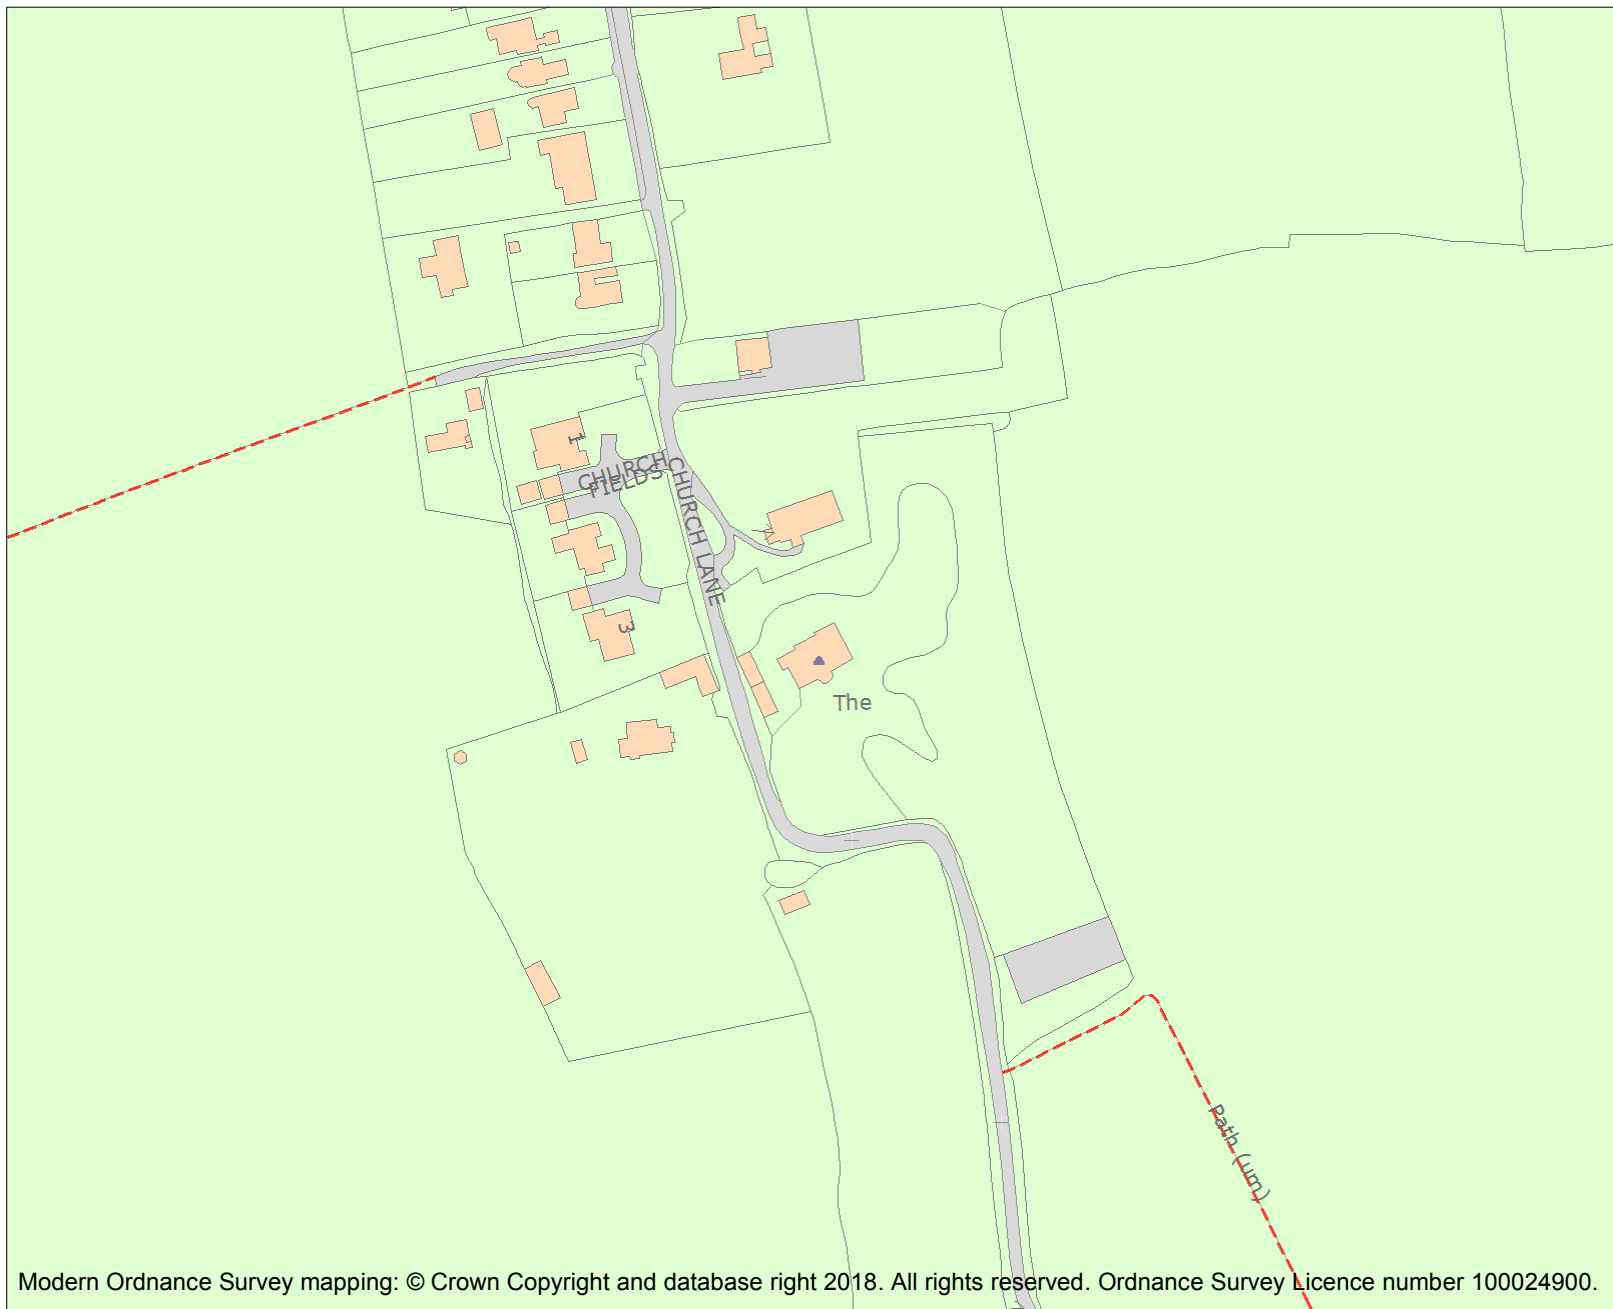 1
CHURCH
FIELDS
CHURCH LANE
3
The
Path (um)
Modern Ordnance Survey mapping: © Crown Copyright and database right 2018. All rights reserved. Ordnance Survey Licence number 100024900.